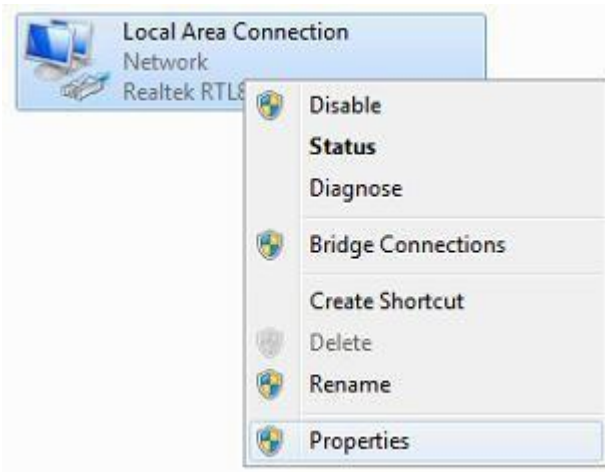 Local Area Connection
Network
Realtek RTL8
Disable
Status
Diagnose
Bridge Connections
Create Shortcut
Delete
Rename
Properties